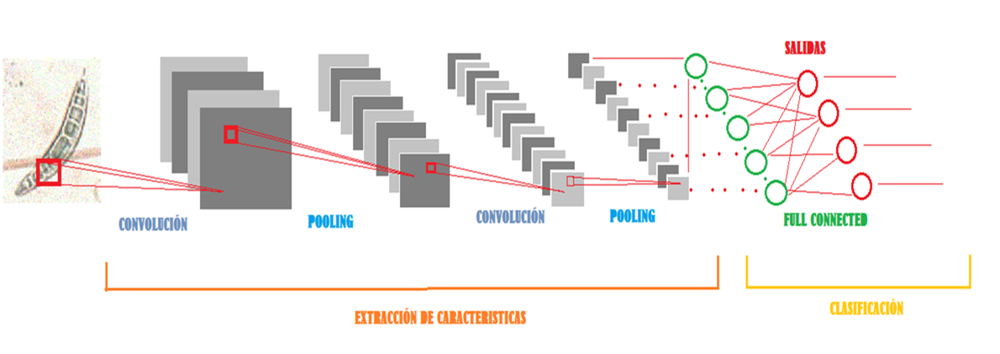 SALIDAS
CONVOLUCIÓN
POOLING
CONVOLUCIÓN
POOLING
FULL CONNECTED
EXTRACCIÓN DE CARACTERISTICAS
CLASIFICACIÓN